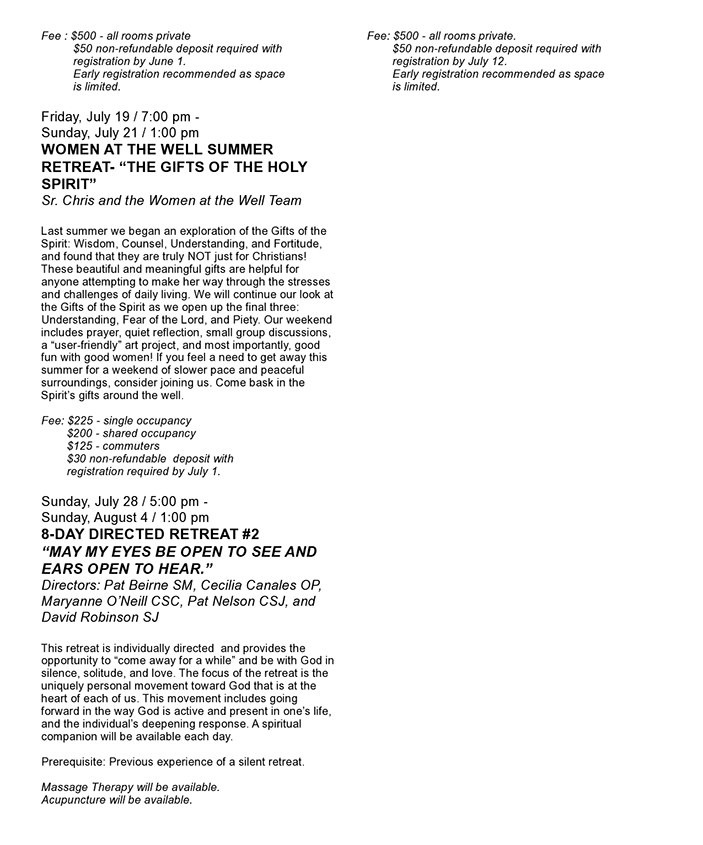 Fee : $500 - all rooms private
$50 non-refundable deposit required with
registration by June 1.
Early registration recommended as space
is limited.
Friday, July 19 / 7:00 pm -
Sunday, July 21 / 1:00 pm
WOMEN AT THE WELL SUMMER
RETREAT- “THE GIFTS OF THE HOLY
SPIRIT”
Sr. Chris and the Women at the Well Team
Last summer we began an exploration of the Gifts of the
Spirit: Wisdom, Counsel, Understanding, and Fortitude,
and found that they are truly NOT just for Christians!
These beautiful and meaningful gifts are helpful for
anyone attempting to make her way through the stresses
and challenges of daily living. We will continue our look at
the Gifts of the Spirit as we open up the final three:
Understanding, Fear of the Lord, and Piety. Our weekend
includes prayer, quiet reflection, small group discussions,
a “user-friendly” art project, and most importantly, good
fun with good women! If you feel a need to get away this
summer for a weekend of slower pace and peaceful
surroundings, consider joining us. Come bask in the
Spirit’s gifts around the well.
Fee: $225 - single occupancy
$200 - shared occupancy
$125 - commuters
$30 non-refundable  deposit with
registration required by July 1.
Sunday, July 28 / 5:00 pm -
Sunday, August 4 / 1:00 pm
8-DAY DIRECTED RETREAT #2
“MAY MY EYES BE OPEN TO SEE AND
EARS OPEN TO HEAR.”
Directors: Pat Beirne SM, Cecilia Canales OP,
Maryanne O’Neill CSC, Pat Nelson CSJ, and
David Robinson SJ
This retreat is individually directed  and provides the
opportunity to “come away for a while” and be with God in
silence, solitude, and love. The focus of the retreat is the
uniquely personal movement toward God that is at the
heart of each of us. This movement includes going
forward in the way God is active and present in one’s life,
and the individual’s deepening response. A spiritual
companion will be available each day.
Prerequisite: Previous experience of a silent retreat.
Massage Therapy will be available.
Acupuncture will be available.
Fee: $500 - all rooms private.
$50 non-refundable deposit required with
registration by July 12.
Early registration recommended as space
is limited.